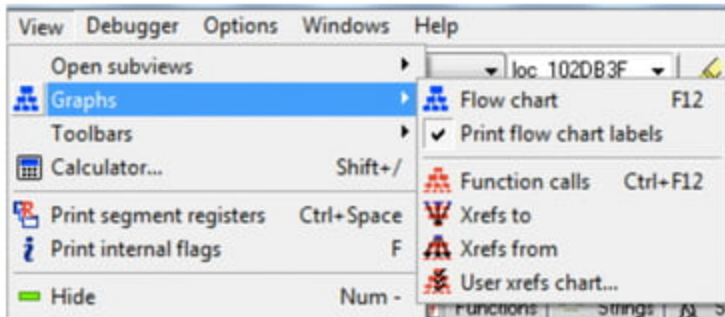 View Debugger Options Windows Help
Open subviews
loc_102DB3F
Graphs
Flow chart F12
Toolbars
Print flow chart labels
Calculator... Shift+/
Function calls Ctrl+F12
Print segment registers Ctrl+Space
Xrefs to
Print internal flags F
Xrefs from
User xrefs chart...
Hide Num -
Functions Strings